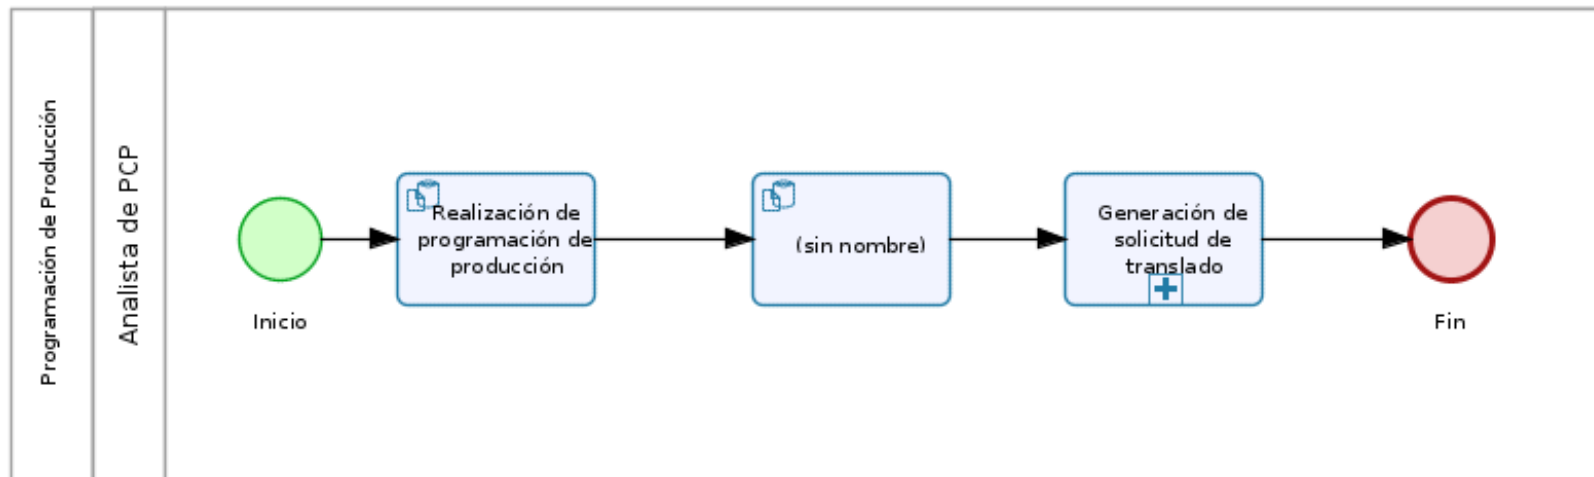 Programación de Producción
Analista de PCP
Inicio
Realización de
programación de
producción
(sin nombre)
Generación de
solicitud de
translado
Fin